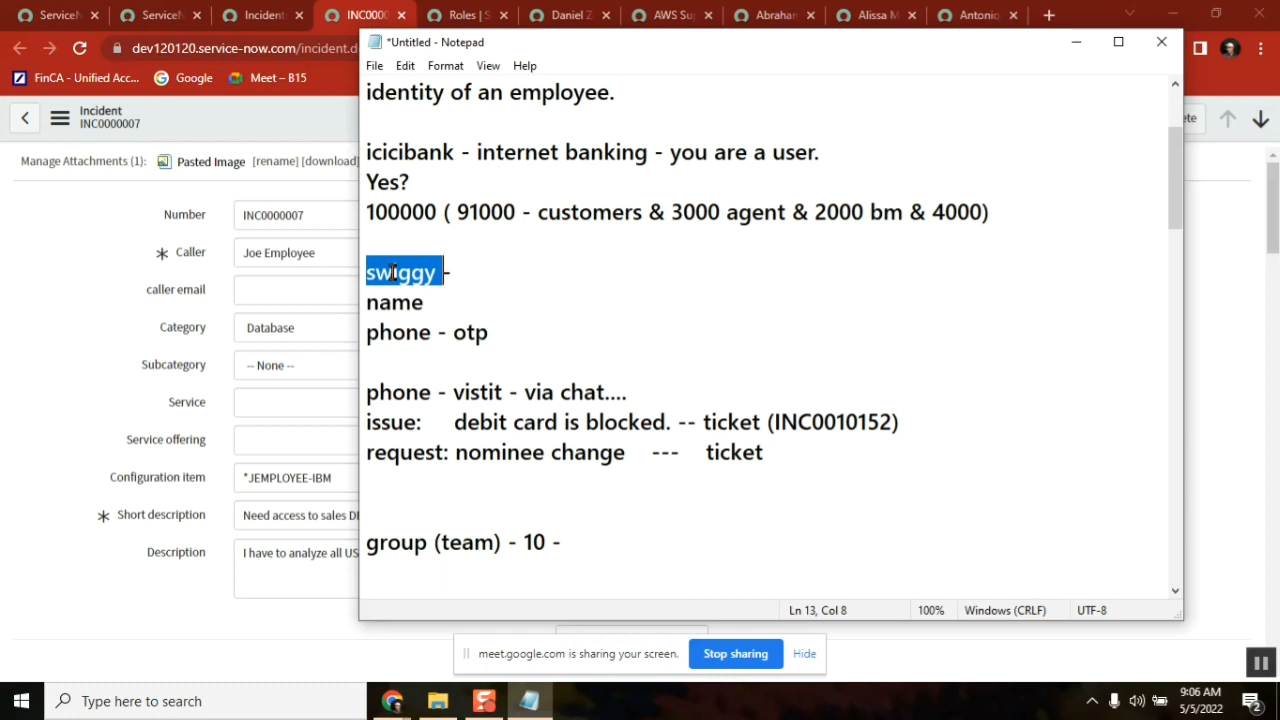 ServiceN
ServiceN
Incident
INC0000
Roles | S
Daniel Z
AWS Su
Abrahan
Alissa M
Antonio
dev120120.service-now.com/incident.d
FinCA - Unified Acc...
Google
Meet – B15
Incident
INC0000007
ete
Manage Attachments (1):
Pasted Image [rename] [download]
Number
INC0000007
Caller
Joe Employee
caller email
Category
Database
Subcategory
-- None --
Service
Service offering
Configuration item
*JEMPLOYEE-IBM
Short description
Need access to sales DI
Description
I have to analyze all US
*Untitled - Notepad
File Edit Format View Help
identity of an employee.
icicibank - internet banking - you are a user.
Yes?
100000 ( 91000 - customers & 3000 agent & 2000 bm & 4000)
swiggy -
name
phone - otp
phone - vistit - via chat....
issue: debit card is blocked. -- ticket (INC0010152)
request: nominee change --- ticket
group (team) - 10 -
Ln 13, Col 8
100%
Windows (CRLF)
UTF-8
meet.google.com is sharing your screen.
Stop sharing
Hide
Type here to search
9:06 AM
5/5/2022
2